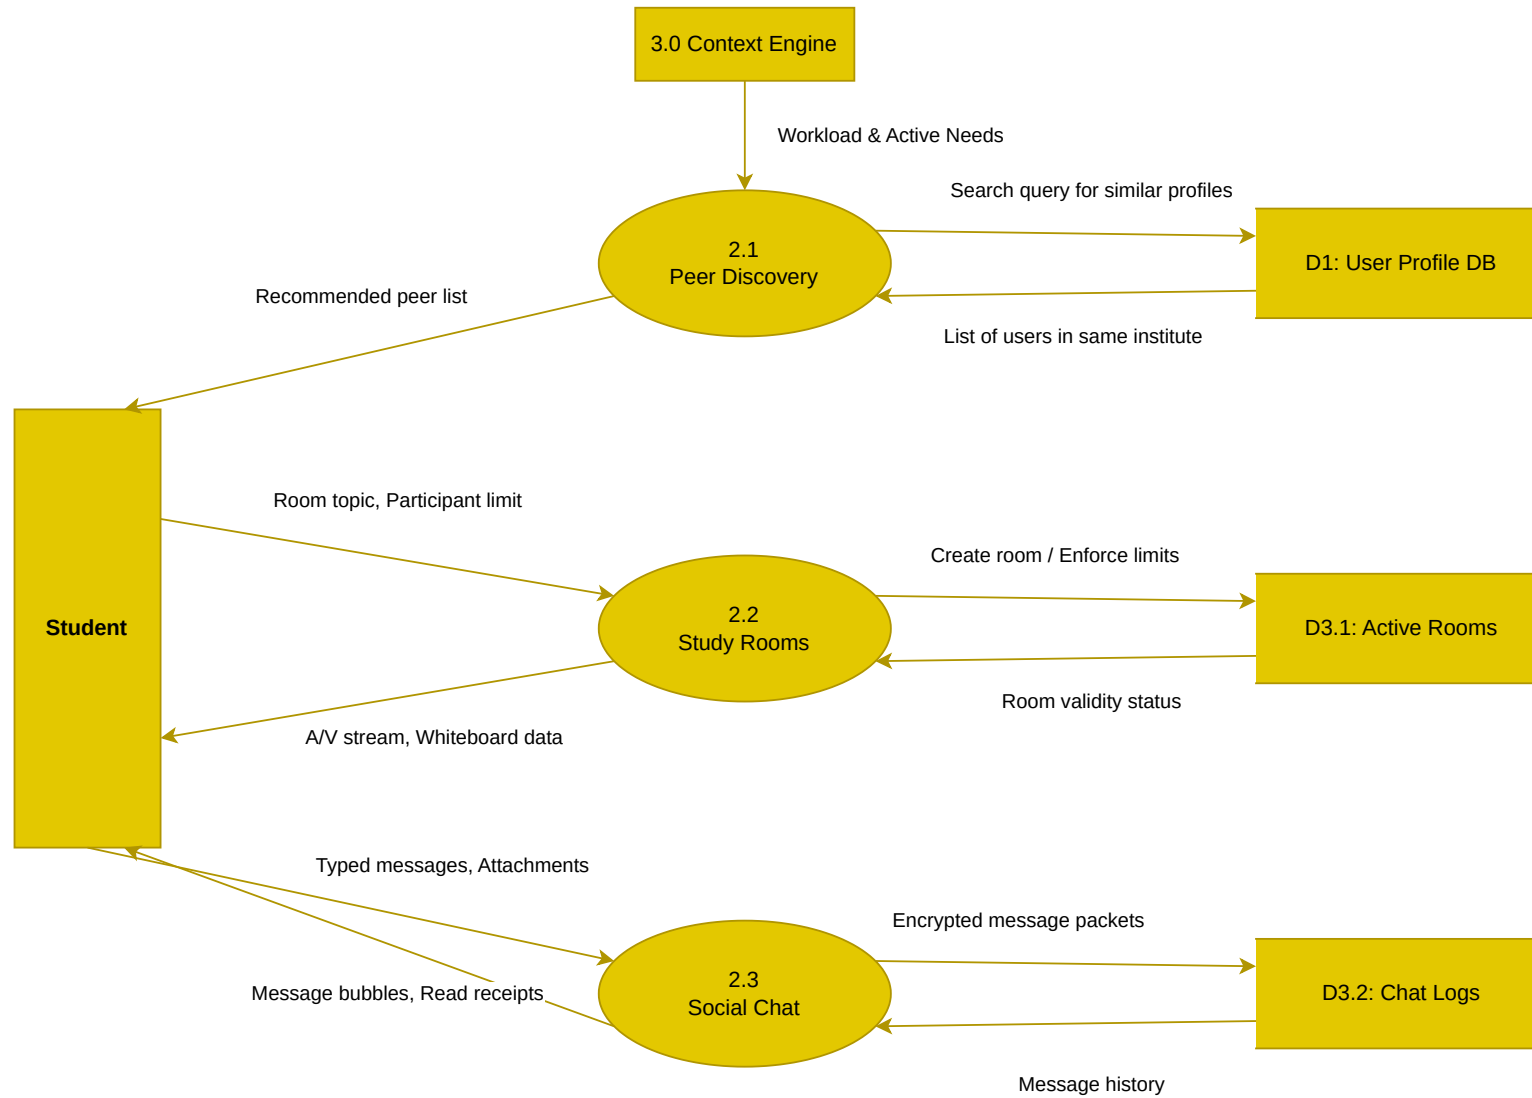 3.0 Context Engine
Workload & Active Needs
Search query for similar profiles
2.1
Peer Discovery
D1: User Profile DB
Recommended peer list
List of users in same institute
Room topic, Participant limit
Create room / Enforce limits
Student
2.2
Study Rooms
D3.1: Active Rooms
Room validity status
A/V stream, Whiteboard data
Typed messages, Attachments
Encrypted message packets
2.3
Social Chat
D3.2: Chat Logs
Message bubbles, Read receipts
Message history